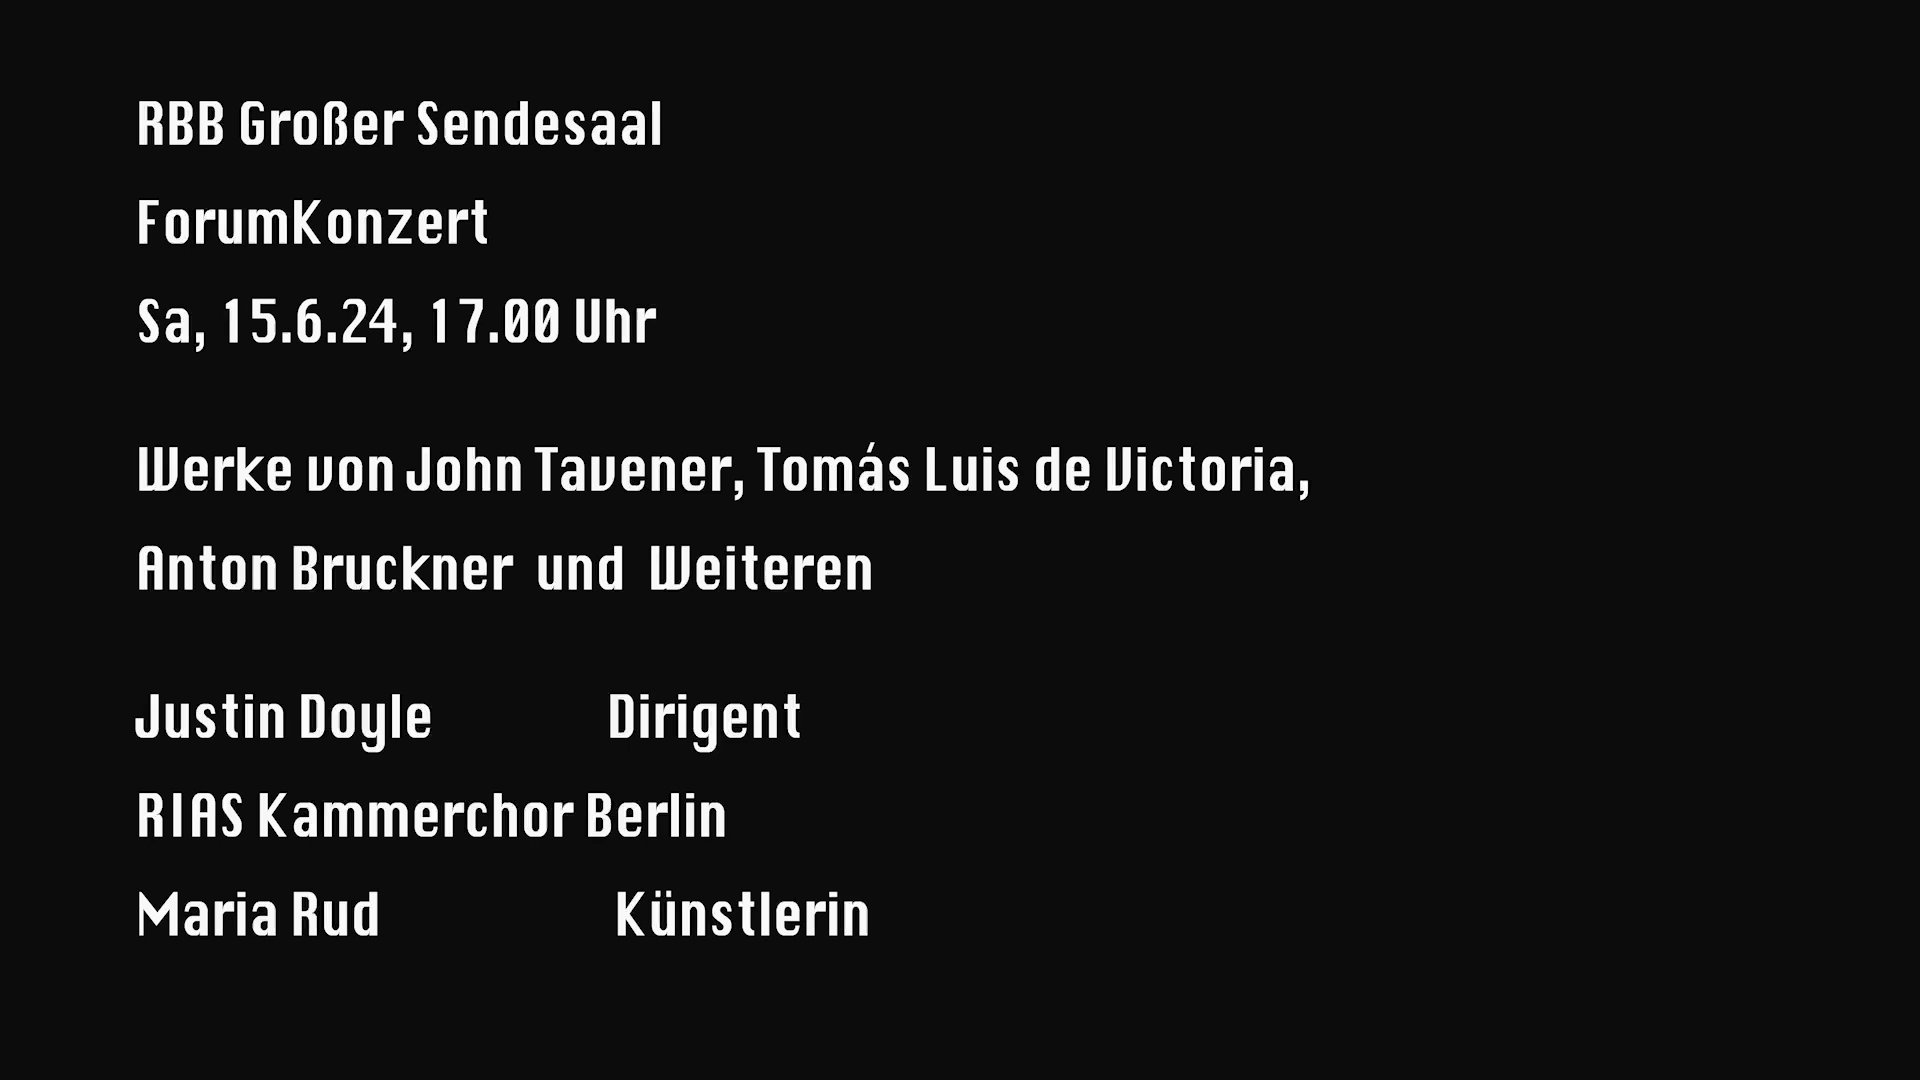 RBB Großer Sendesaal
ForumKonzert
Sa, 15.6.24, 17.00 Uhr
Werke von John Tavener, Tomás Luis de Victoria,
Anton Bruckner und Weiteren
Justin Doyle Dirigent
RIAS Kammerchor Berlin
Maria Rud Künstlerin